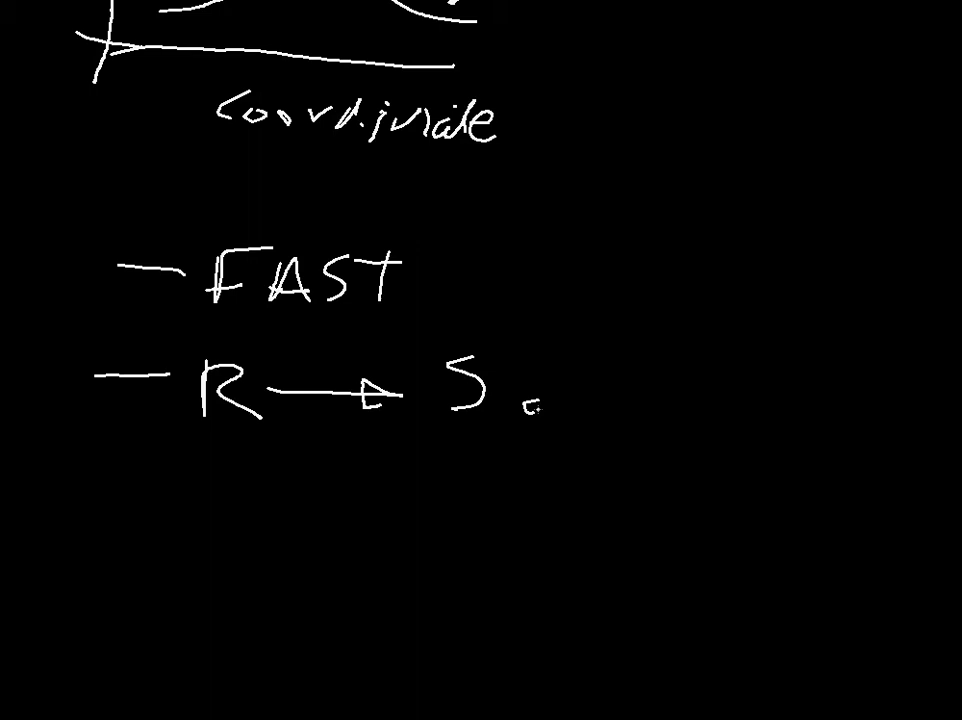 coordinate
— FAST
— R → S